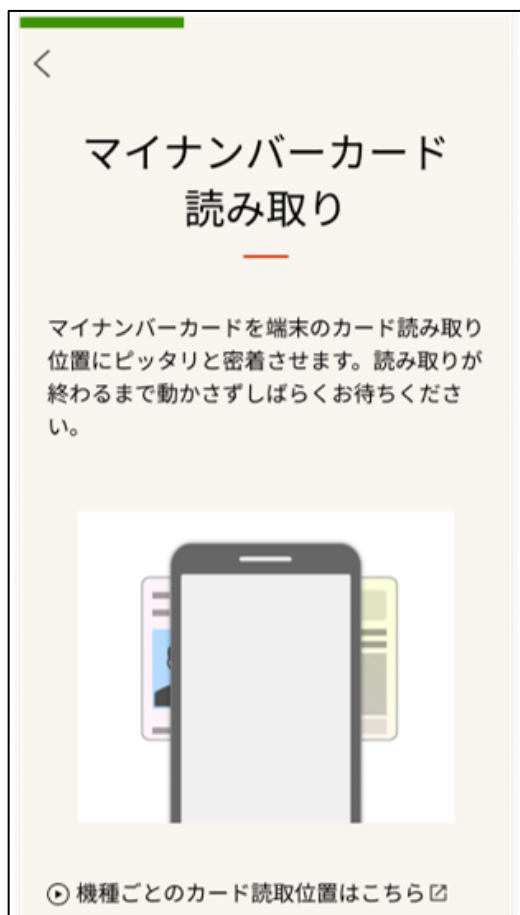 マイナンバーカード
読み取り
マイナンバーカードを端末のカード読み取り
位置にピッタリと密着させます。読み取りが
終わるまで動かさずしばらくお待ちくださ
い。
機種ごとのカード読取位置はこちら